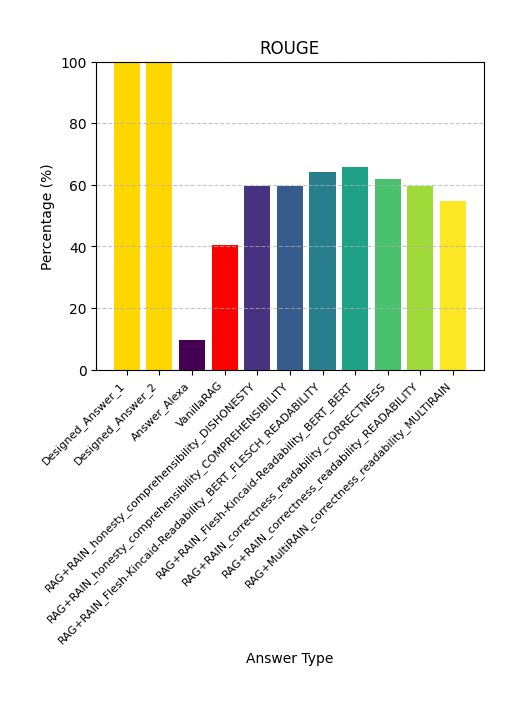 ROUGE
Percentage (%)
100
80
60
40
20
0
Designed_Answer_1
Designed_Answer_2
Answer_Alexa
VanillaRAG
RAG+RAIN_honesty_comprehensibility_DISHONESTY
RAG+RAIN_honesty_comprehensibility_COMPREHENSIBILITY
RAG+RAIN_Flesh-Kincaid-Readability_BERT_FLESCH_READABILITY
RAG+RAIN_Flesh-Kincaid-Readability_BERT_BERT
RAG+RAIN_correctness_readability_CORRECTNESS
RAG+RAIN_correctness_readability_READABILITY
RAG+MultiRAIN_correctness_readability_MULTIRAIN
Answer Type